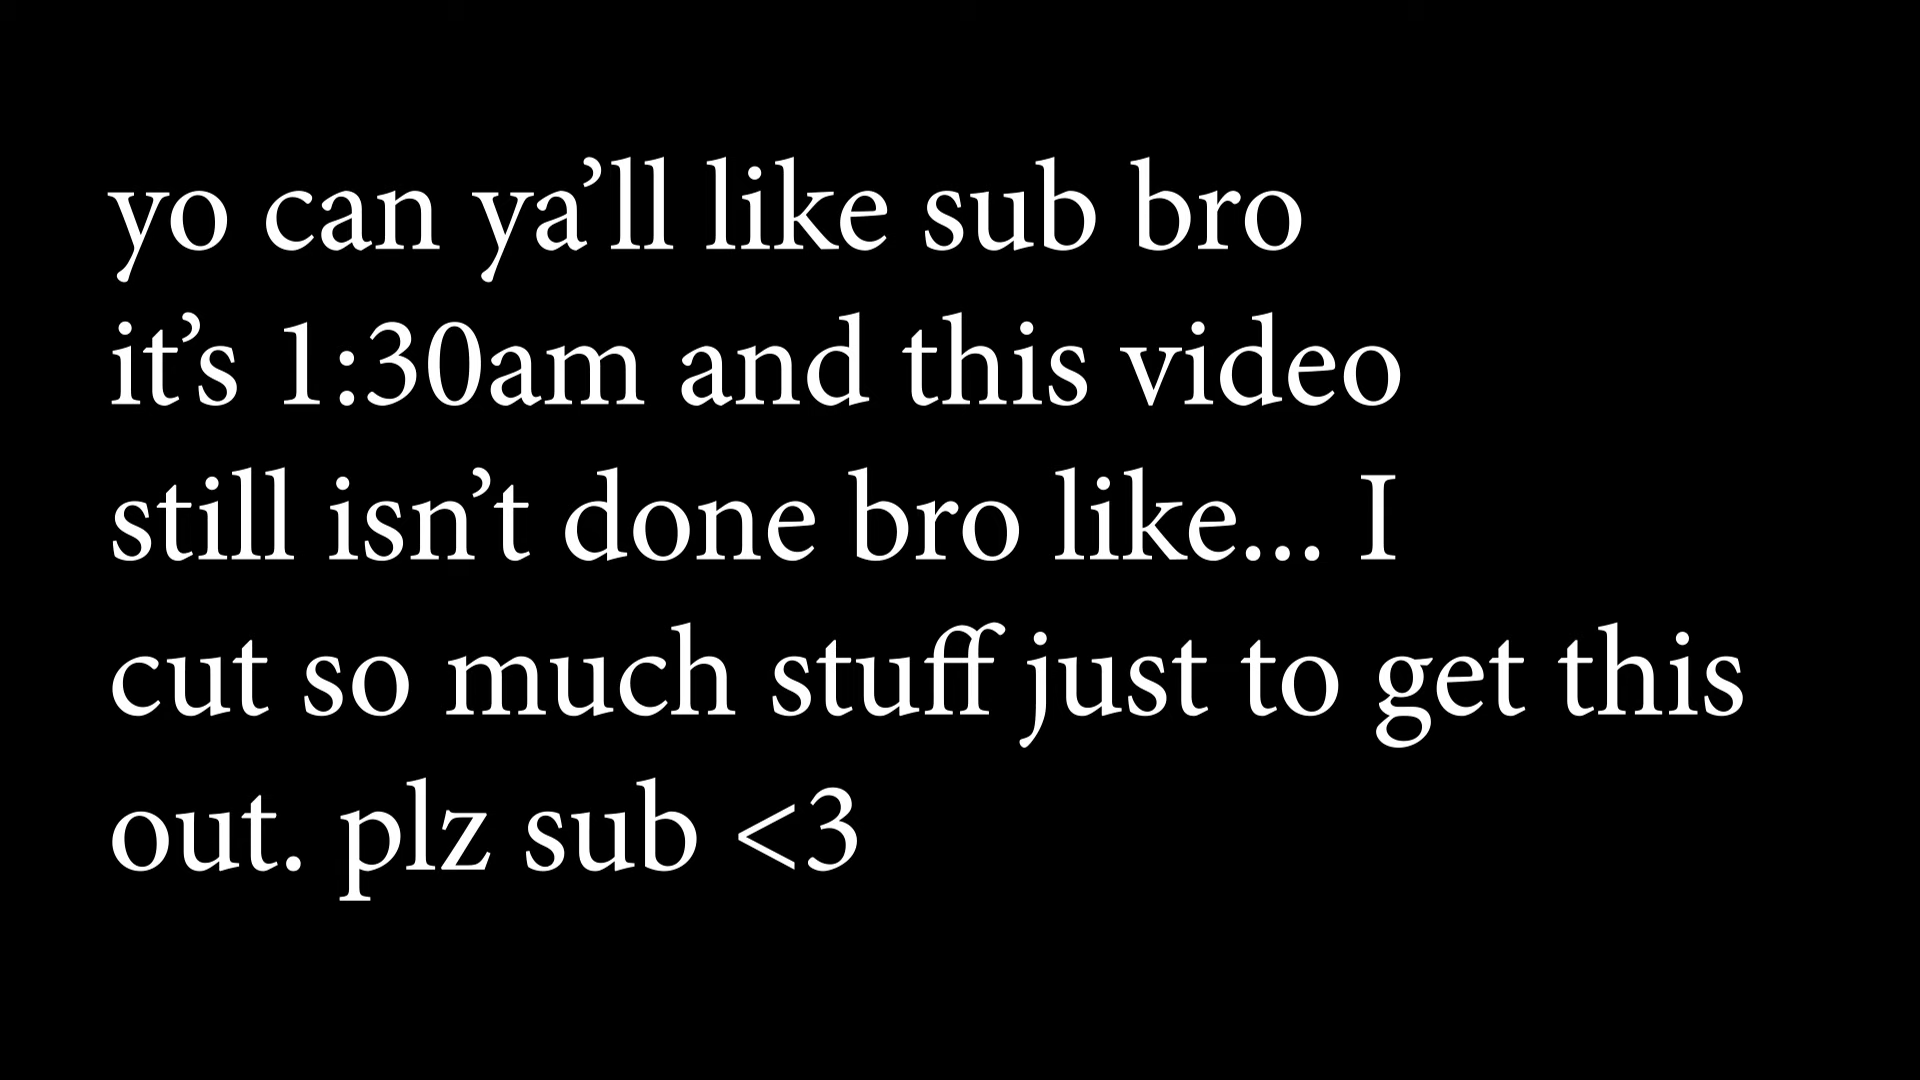 yo can ya’ll like sub bro
it’s 1:30am and this video
still isn’t done bro like... I
cut so much stuff just to get this
out. plz sub <3